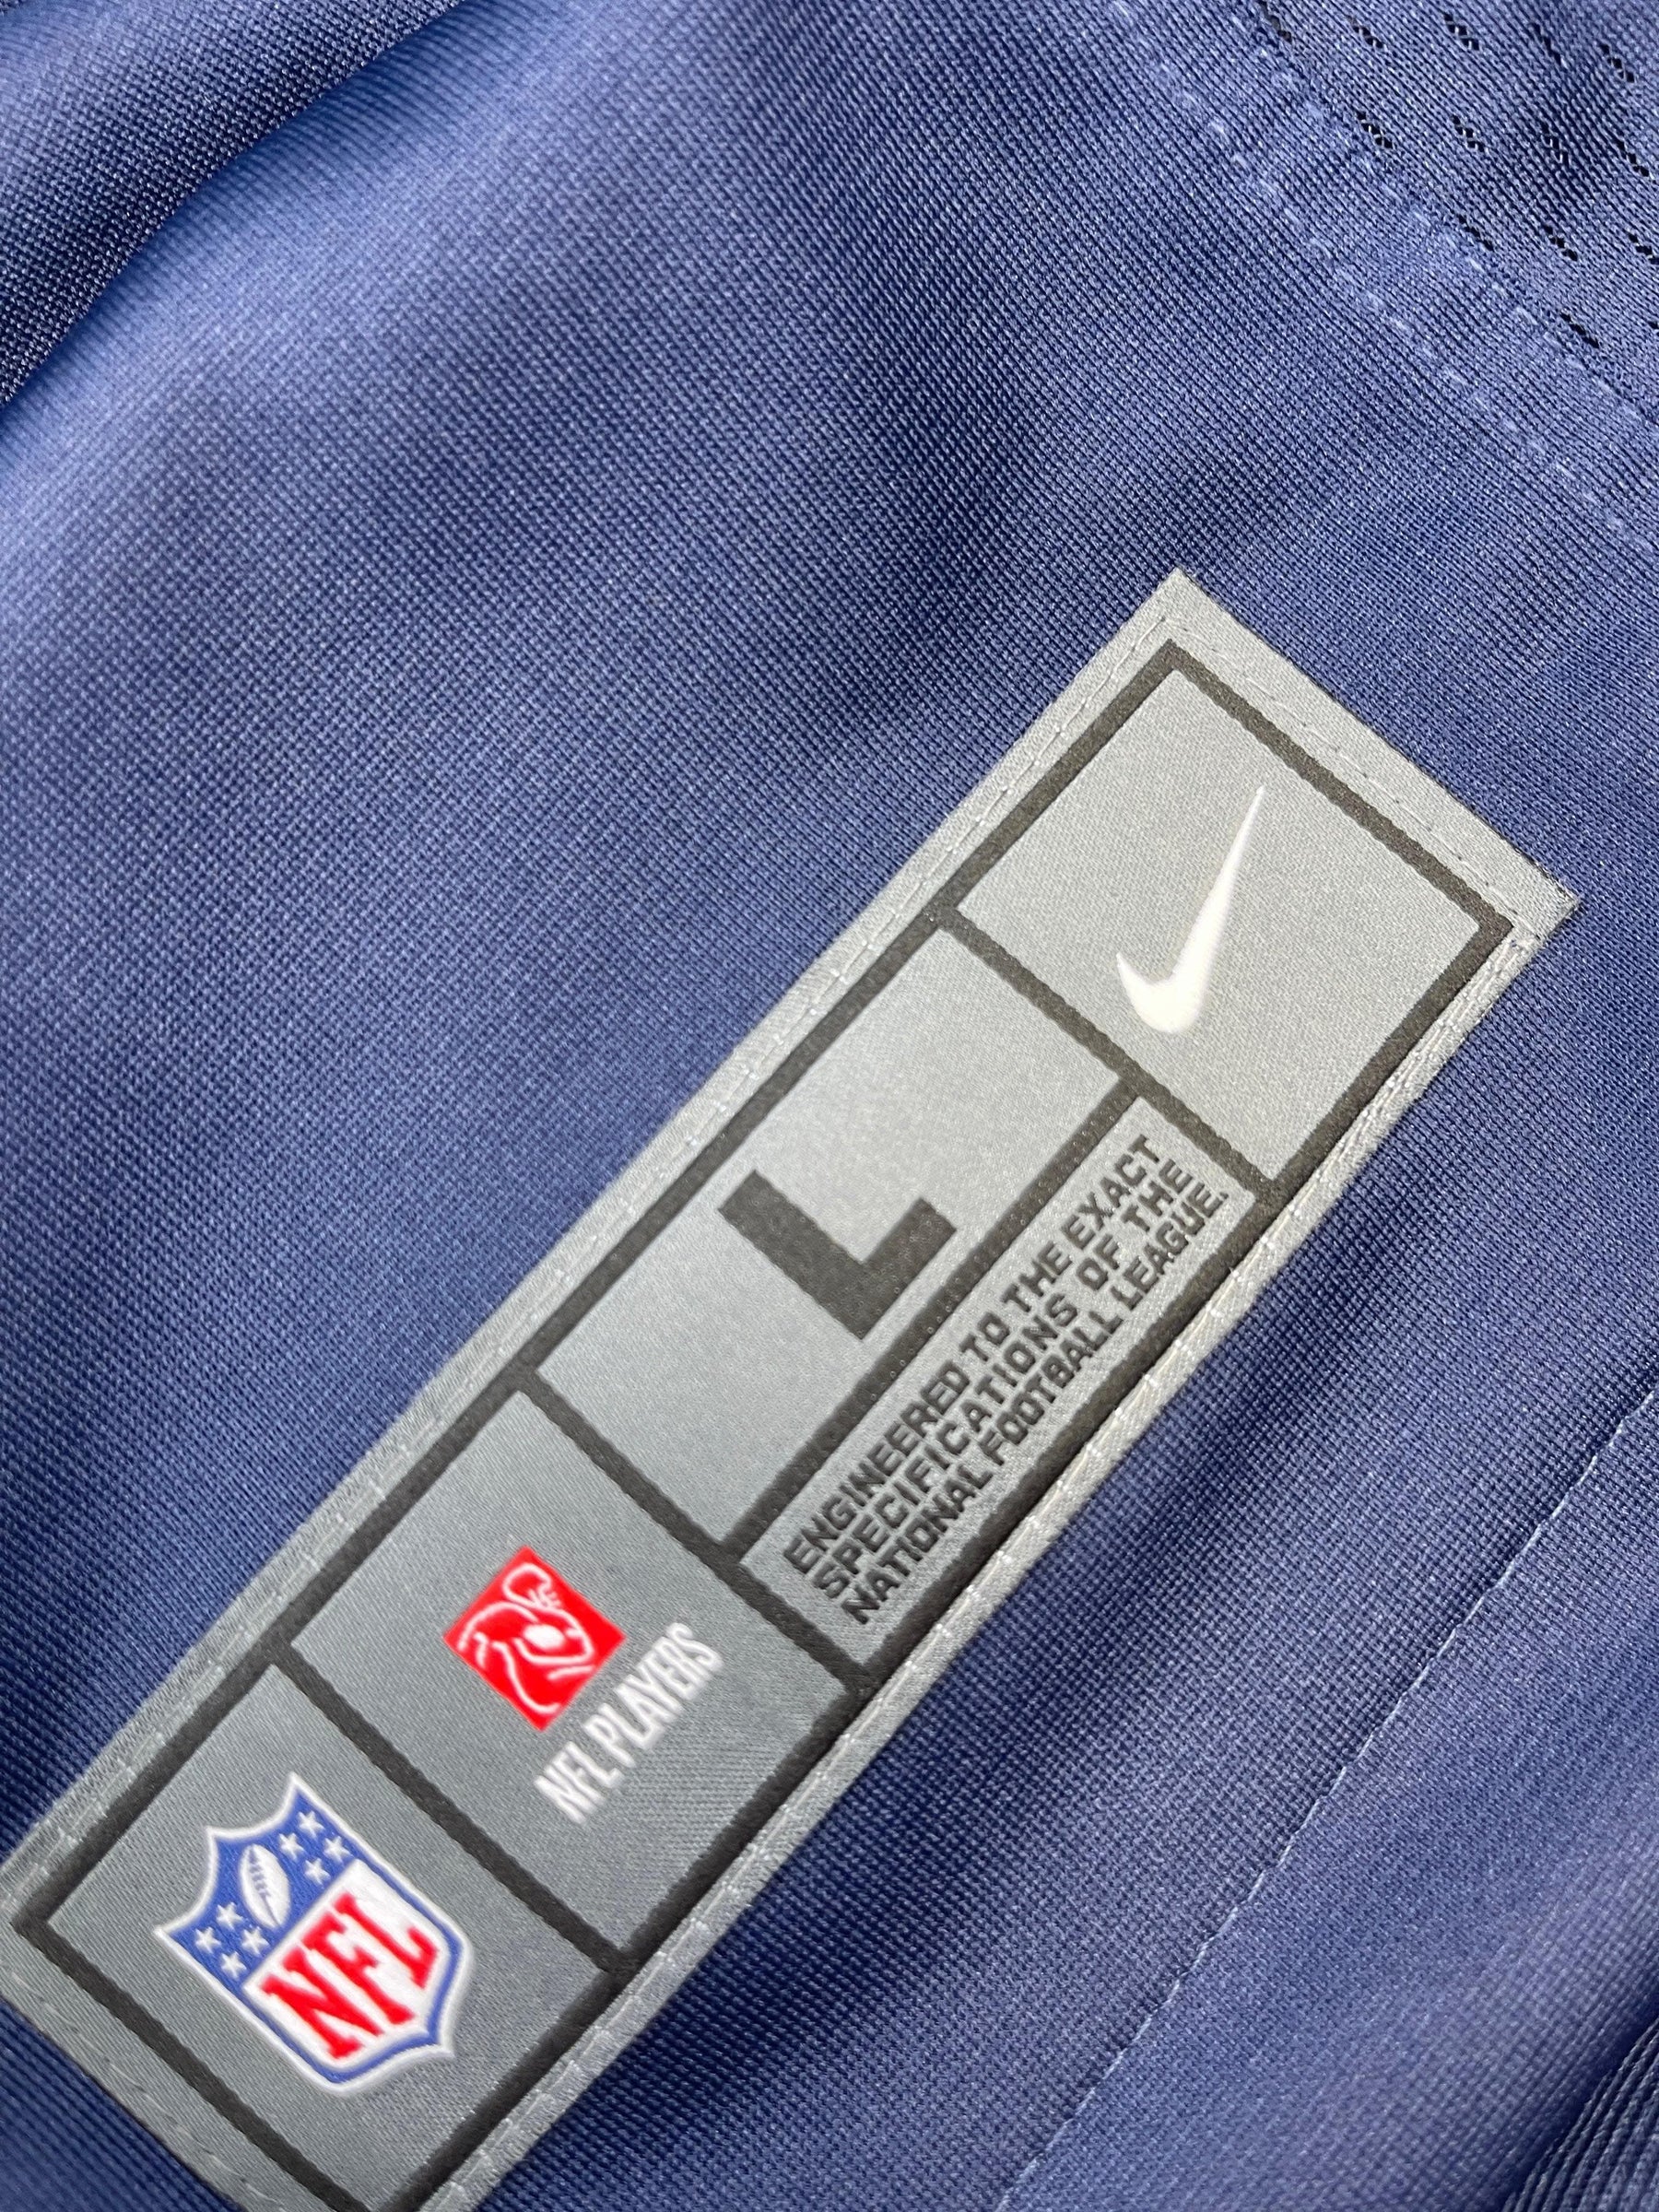 NFL
NFL PLAYERS
L
ENGINEERED TO THE EXACT
SPECIFICATIONS OF THE
NATIONAL FOOTBALL LEAGUE.